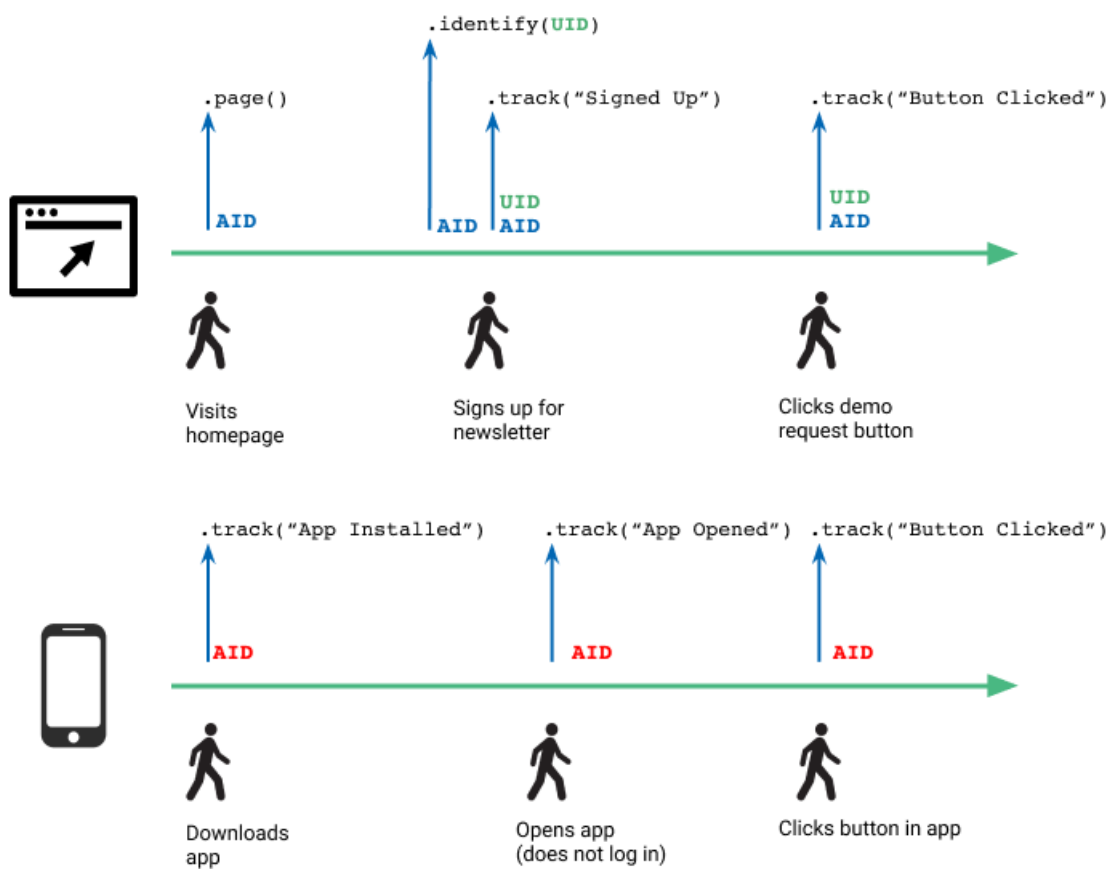 .identify(UID)
.page()
.track(“Signed Up”)
.track(“Button Clicked”)
UID
UID
AID
AID
AID
AID
Visits
homepage
Signs up for
newsletter
Clicks demo
request button
.track(“App Installed”)
.track(“App Opened”)
.track(“Button Clicked”)
AID
AID
AID
Downloads
app
Opens app
(does not log in)
Clicks button in app